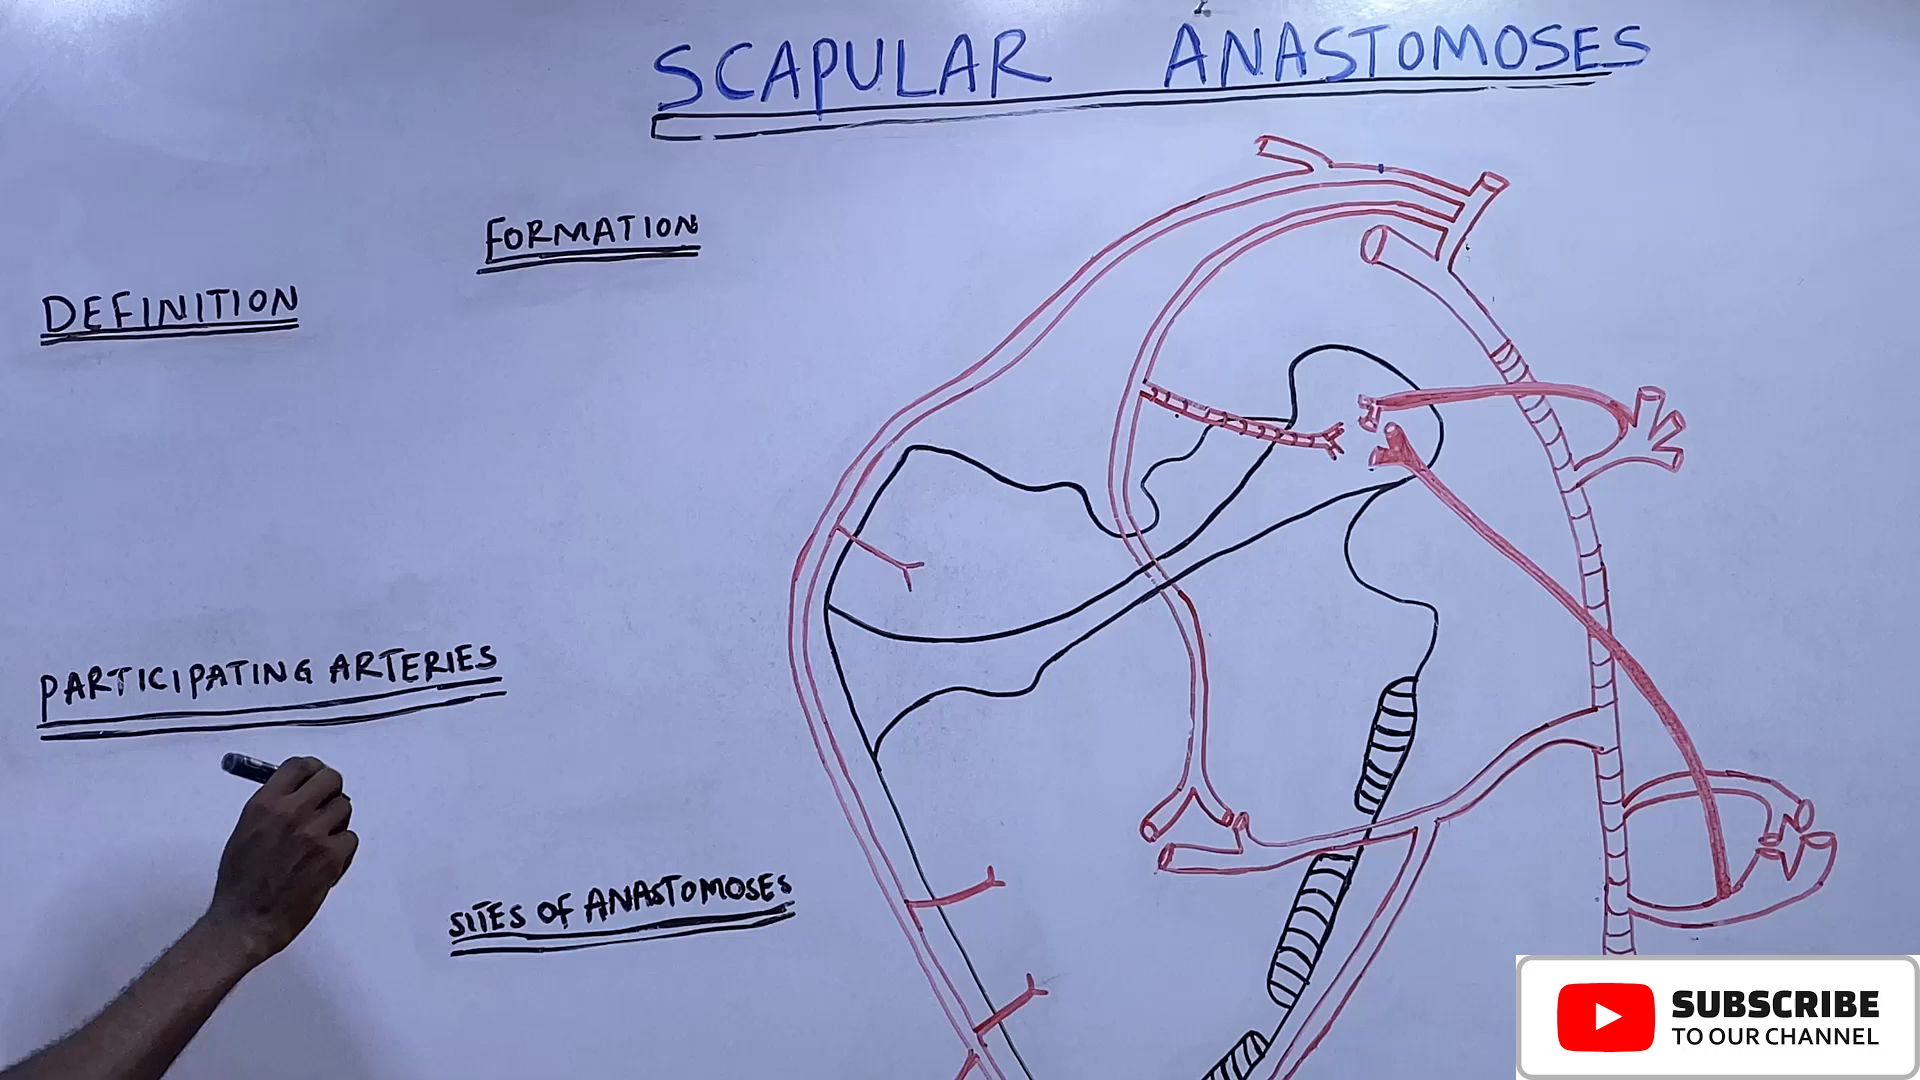 SCAPULAR ANASTOMOSES
FORMATION
DEFINITION
PARTICIPATING ARTERIES
SITES OF ANASTOMOSES
SUBSCRIBE
TO OUR CHANNEL